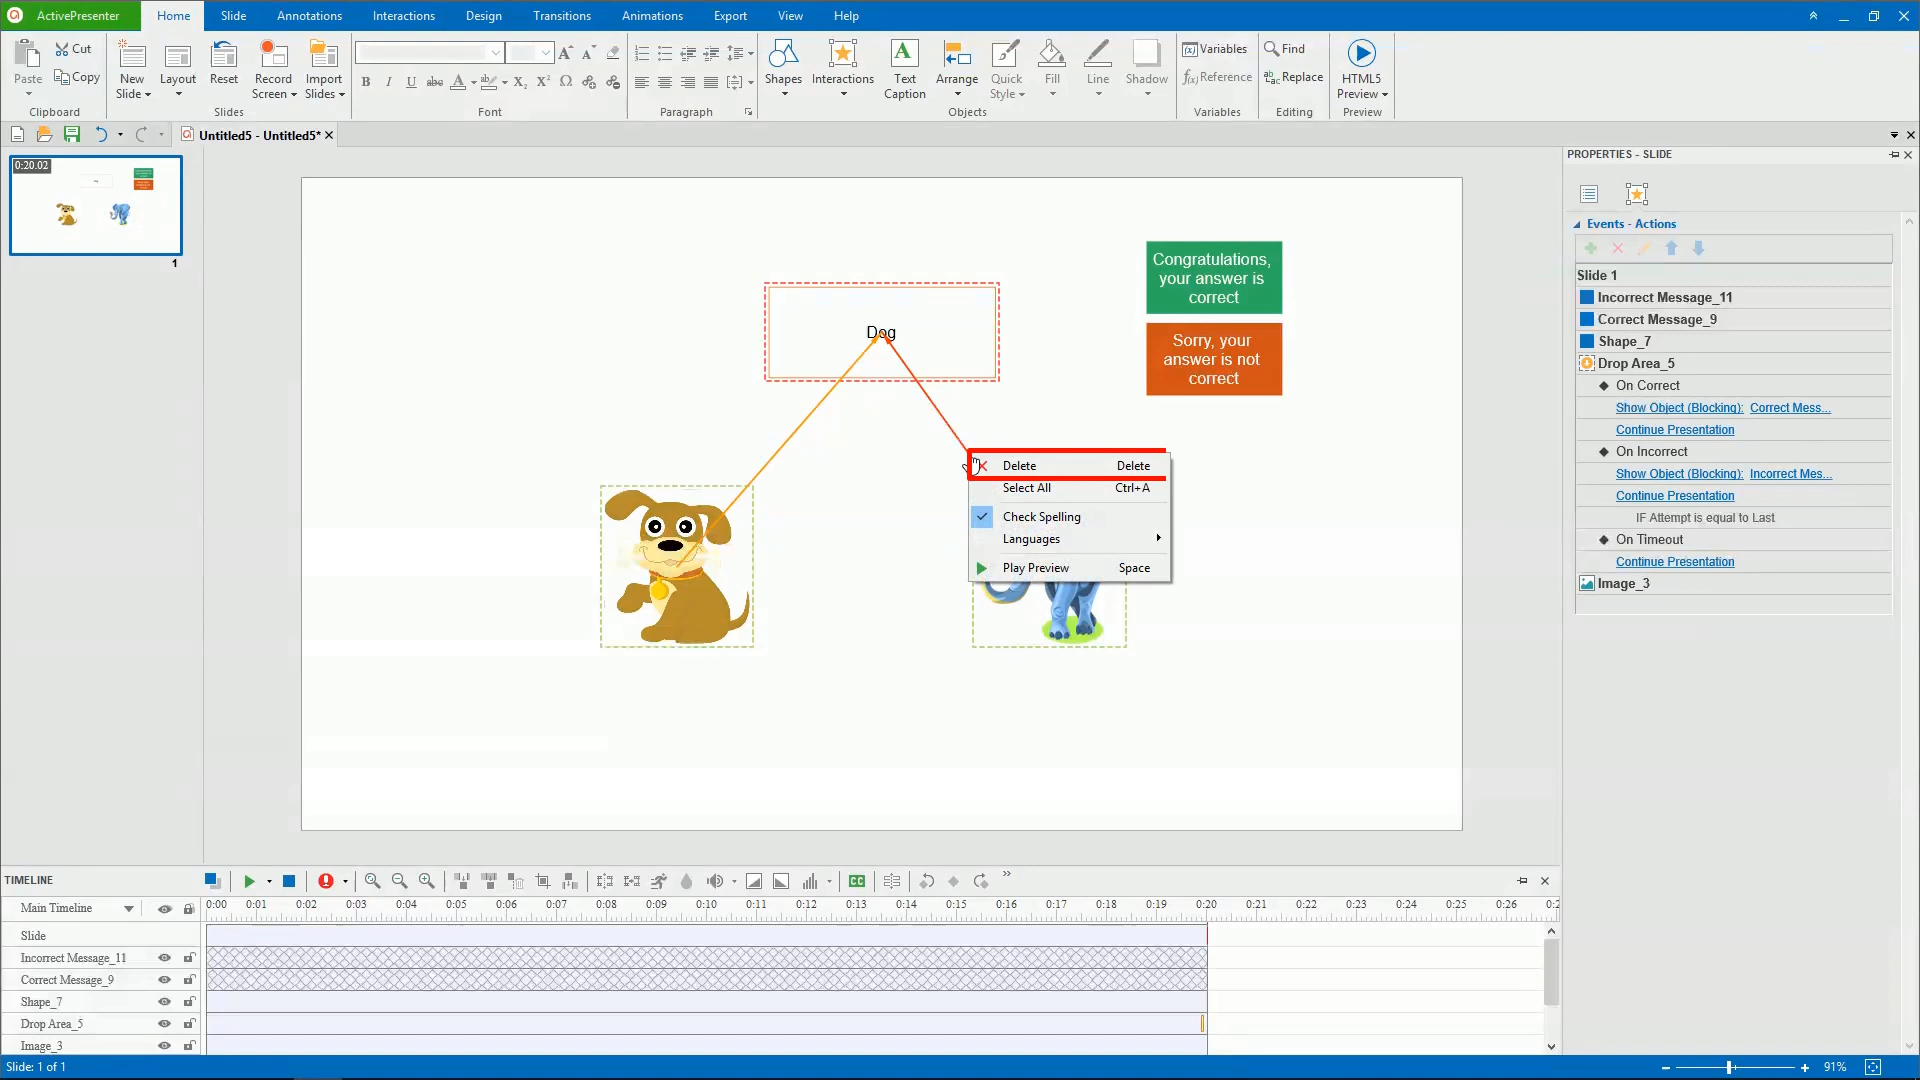 ActivePresenter
Home
Slide
Annotations
Interactions
Design
Transitions
Animations
Export
View
Help
Paste
Cut
Copy
Clipboard
New
Slide
Layout
Reset
Record
Screen
Import
Slides
Slides
B I U abc A ab X₂ X² Ω
Font
Paragraph
Shapes
Interactions
Text
Caption
Arrange
Quick
Style
Fill
Line
Shadow
Objects
Variables
Reference
Variables
Find
Replace
Editing
HTML5
Preview
Preview
Untitled5 - Untitled5*
0:20.02
1
Congratulations,
your answer is
correct
Sorry, your
answer is not
correct
Dog
Delete Delete
Select All Ctrl+A
Check Spelling
Languages
Play Preview Space
PROPERTIES - SLIDE
Events - Actions
Slide 1
Incorrect Message_11
Correct Message_9
Shape_7
Drop Area_5
On Correct
Show Object (Blocking): Correct Mess...
Continue Presentation
On Incorrect
Show Object (Blocking): Incorrect Mes...
Continue Presentation
IF Attempt is equal to Last
On Timeout
Continue Presentation
Image_3
TIMELINE
CC
Main Timeline
0:00 0:01 0:02 0:03 0:04 0:05 0:06 0:07 0:08 0:09 0:10 0:11 0:12 0:13 0:14 0:15 0:16 0:17 0:18 0:19 0:20 0:21 0:22 0:23 0:24 0:25 0:26
Slide
Incorrect Message_11
Correct Message_9
Shape_7
Drop Area_5
Image_3
Slide: 1 of 1
91%